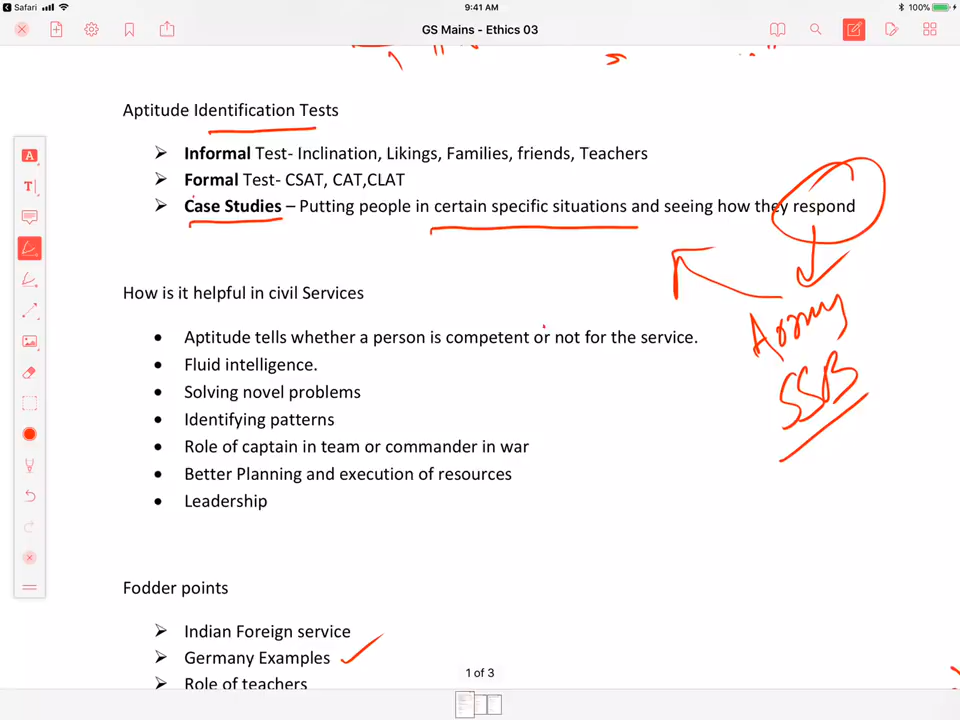 Safari
9:41 AM
100%
GS Mains - Ethics 03
Aptitude Identification Tests
Informal Test- Inclination, Likings, Families, friends, Teachers
Formal Test- CSAT, CAT,CLAT
Case Studies – Putting people in certain specific situations and seeing how they respond
How is it helpful in civil Services
Army
Aptitude tells whether a person is competent or not for the service.
Fluid intelligence.
SSB
Solving novel problems
Identifying patterns
Role of captain in team or commander in war
Better Planning and execution of resources
Leadership
Fodder points
Indian Foreign service
Germany Examples
1 of 3
Role of teachers